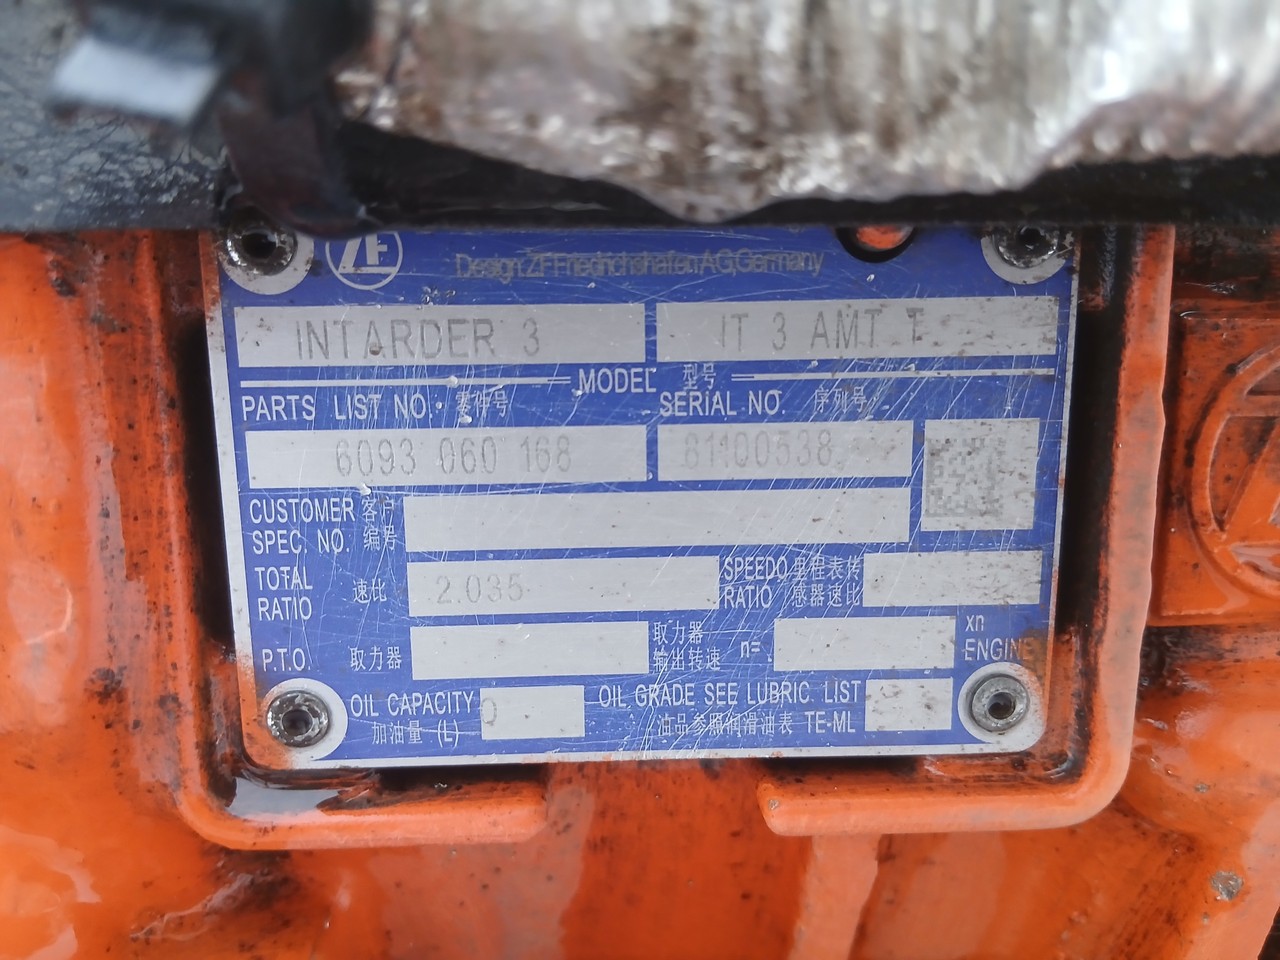 ZF
Design: ZF Friedrichshafen AG, Germany
INTARDER 3 IT 3 AMT T
MODEL 型号
PARTS LIST NO. 零件号 SERIAL NO. 序列号
6093 060 168 81100538
CUSTOMER 客户
SPEC. NO. 编号
TOTAL 速比 2.035 SPEEDO 里程表传
RATIO RATIO 感器速比
P.T.O. 取力器 取力器 输出转速 n= xn ENGINE
OIL CAPACITY 0 OIL GRADE SEE LUBRIC. LIST
加油量 (L) 油品参照润滑油表 TE-ML